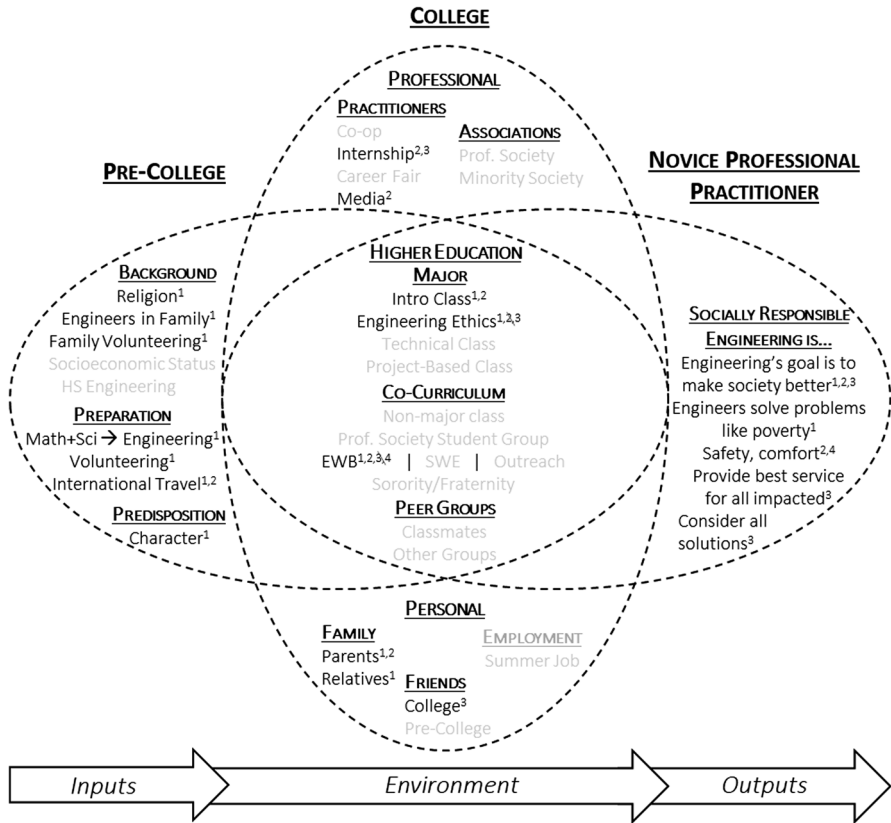 COLLEGE
PROFESSIONAL
PRACTITIONERS
Co-op
Internship²,³
Career Fair
Media²
ASSOCIATIONS
Prof. Society
Minority Society
PRE-COLLEGE
NOVICE PROFESSIONAL
PRACTITIONER
BACKGROUND
Religion¹
Engineers in Family¹
Family Volunteering¹
Socioeconomic Status
HS Engineering
PREPARATION
Math+Sci → Engineering¹
Volunteering¹
International Travel¹,²
PREDISPOSITION
Character¹
HIGHER EDUCATION
MAJOR
Intro Class¹,²
Engineering Ethics¹,²,³
Technical Class
Project-Based Class
CO-CURRICULUM
Non-major class
Prof. Society Student Group
EWB¹,²,³,⁴ | SWE | Outreach
Sorority/Fraternity
PEER GROUPS
Classmates
Other Groups
SOCIALLY RESPONSIBLE
ENGINEERING IS...
Engineering's goal is to
make society better¹,²,³
Engineers solve problems
like poverty¹
Safety, comfort²,⁴
Provide best service
for all impacted³
Consider all
solutions³
PERSONAL
FAMILY
Parents¹,²
Relatives¹
EMPLOYMENT
Summer Job
FRIENDS
College³
Pre-College
Inputs
Environment
Outputs